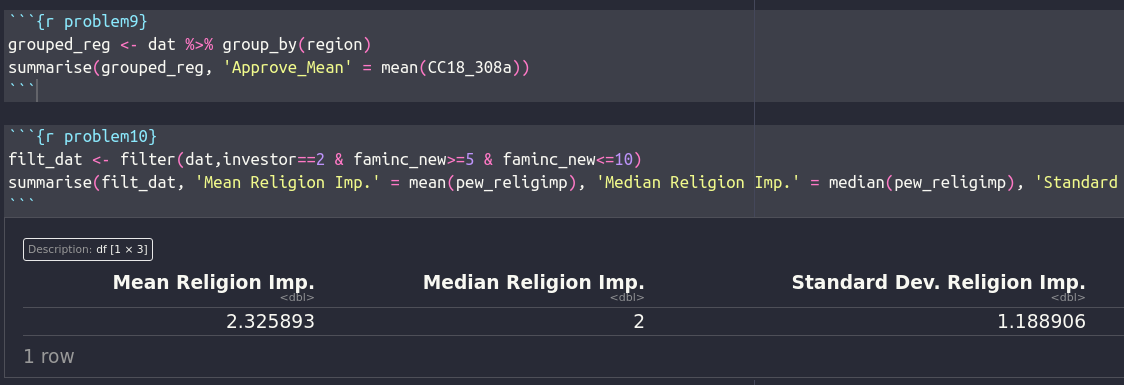 ```{r problem9}
grouped_reg <- dat %>% group_by(region)
summarise(grouped_reg, 'Approve_Mean' = mean(CC18_308a))
```
```{r problem10}
filt_dat <- filter(dat,investor==2 & faminc_new>=5 & faminc_new<=10)
summarise(filt_dat, 'Mean Religion Imp.' = mean(pew_religimp), 'Median Religion Imp.' = median(pew_religimp), 'Standard
```
Description: df [1 × 3]
Mean Religion Imp. Median Religion Imp. Standard Dev. Religion Imp.
<dbl> <dbl> <dbl>
2.325893 2 1.188906
1 row